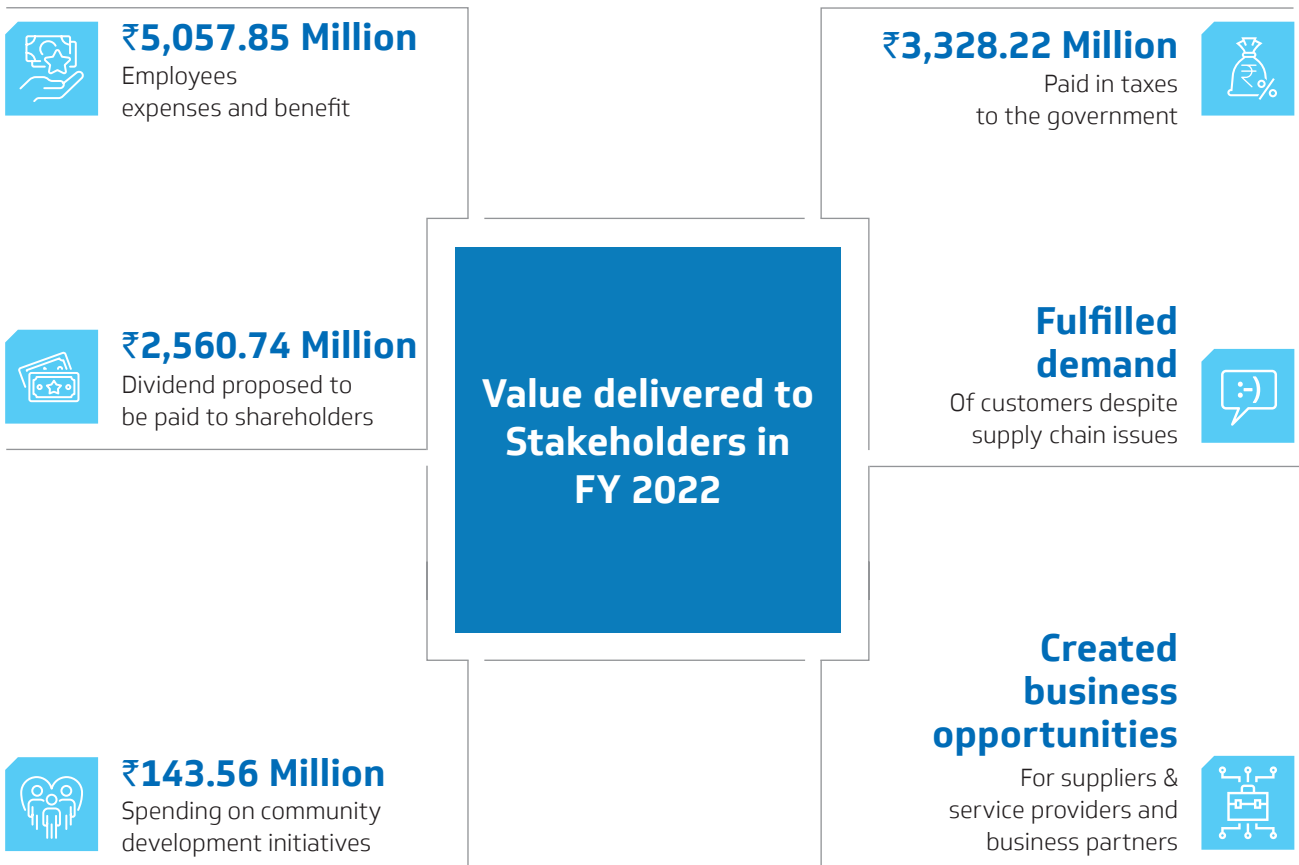 ₹5,057.85 Million
Employees
expenses and benefit
₹3,328.22 Million
Paid in taxes
to the government
₹
%
₹2,560.74 Million
Dividend proposed to
be paid to shareholders
Value delivered to
Stakeholders in
FY 2022
Fulfilled
demand
Of customers despite
supply chain issues
:-)
₹143.56 Million
Spending on community
development initiatives
Created
business
opportunities
For suppliers &
service providers and
business partners